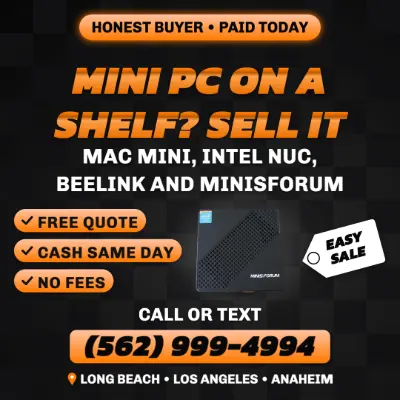 HONEST BUYER • PAID TODAY
MINI PC ON A
SHELF? SELL IT
MAC MINI, INTEL NUC,
BEELINK AND MINISFORUM
FREE QUOTE
CASH SAME DAY
NO FEES
MINISFORUM
EASY
SALE
CALL OR TEXT
(562) 999-4994
LONG BEACH • LOS ANGELES • ANAHEIM